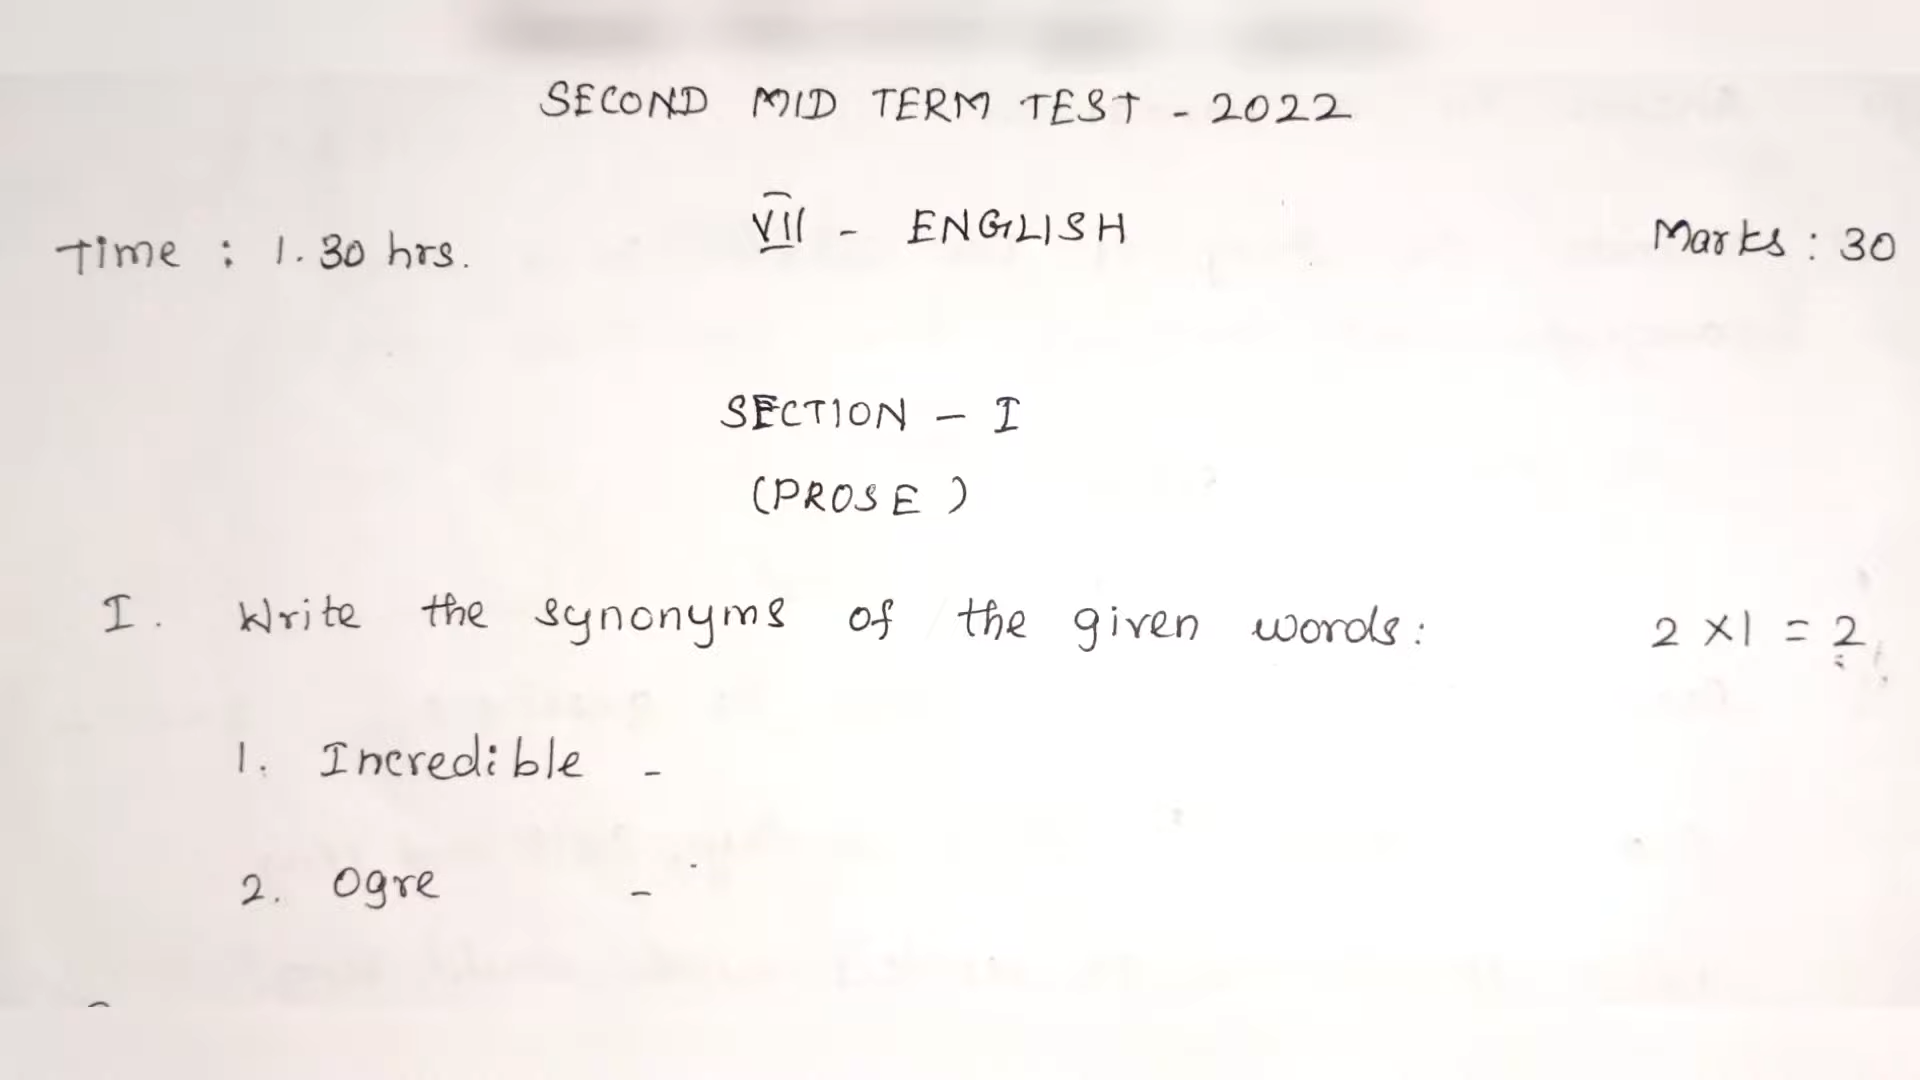 SECOND MID TERM TEST - 2022
VII - ENGLISH
Time : 1.30 hrs.
Marks : 30
SECTION - I
(PROSE)
I. Write the synonyms of the given words: 2 x 1 = 2
1. Incredible -
2. Ogre -